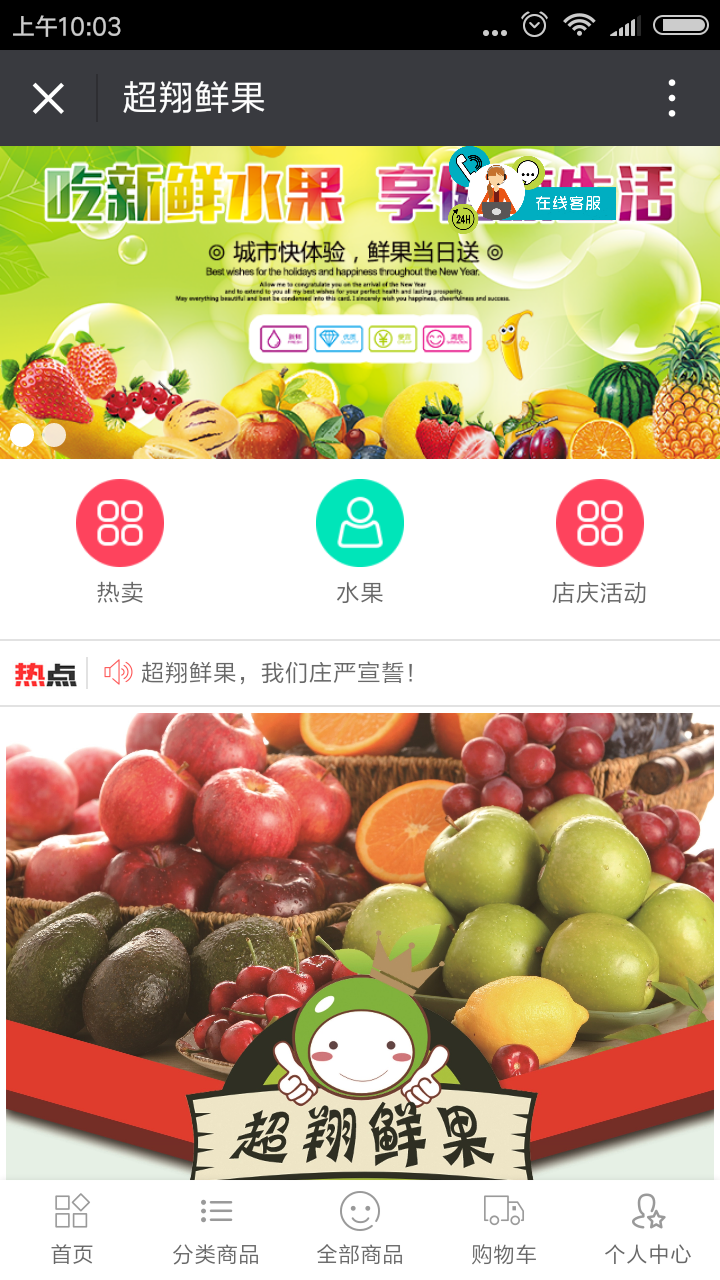 上午10:03
超翔鲜果
吃新鲜水果 享
生活
在线客服
24H
◎ 城市快体验，鲜果当日送 ◎
Best wishes for the holidays and happiness throughout the New Year.
Allow me to congratulate you on the arrival of the New Year
and to extend to you all my best wishes for your perfect health and lasting prosperity.
May everything beautiful and best be condensed into this card. I sincerely wish you happiness, cheerfulness and success.
新鲜 优质 满意
热卖 水果 店庆活动
热点 超翔鲜果，我们庄严宣誓！
超翔鲜果
首页 分类商品 全部商品 购物车 个人中心